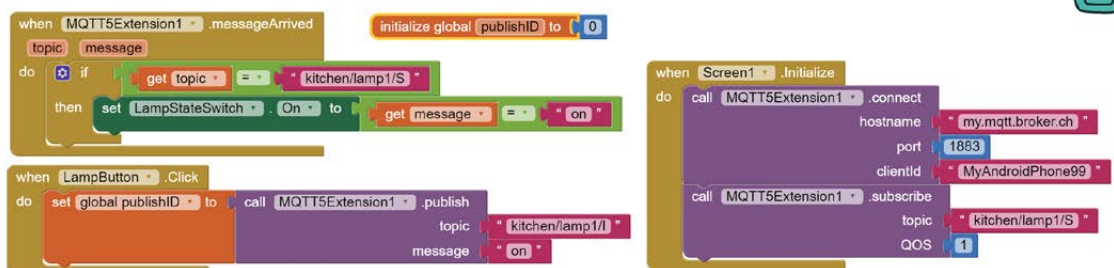 when MQTT5Extension1 .messageArrived
topic message
do if get topic = " kitchen/lamp1/S "
then set LampStateSwitch . On to get message = " on "
initialize global publishID to 0
when LampButton .Click
do set global publishID to call MQTT5Extension1 .publish
topic " kitchen/lamp1/I "
message " on "
when Screen1 .Initialize
do call MQTT5Extension1 .connect
hostname " my.mqtt.broker.ch "
port 1883
clientId " MyAndroidPhone99 "
call MQTT5Extension1 .subscribe
topic " kitchen/lamp1/S "
QOS 1